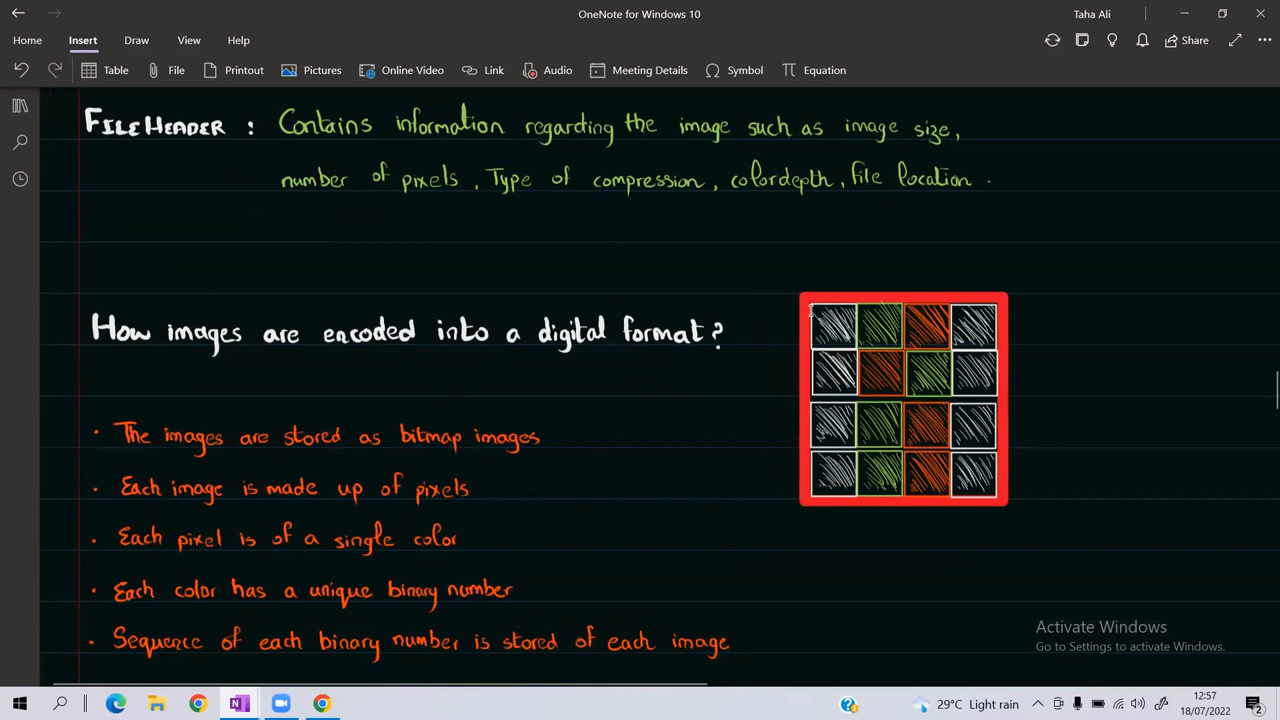 OneNote for Windows 10
Taha Ali
Home Insert Draw View Help
Share
Table File Printout Pictures Online Video Link Audio Meeting Details Symbol Equation
FILE HEADER : Contains information regarding the image such as image size,
number of pixels, Type of compression, colordepth, file location.
How images are encoded into a digital format?
• The images are stored as bitmap images
• Each image is made up of pixels
• Each pixel is of a single color
• Each color has a unique binary number
• Sequence of each binary number is stored of each image
Activate Windows
Go to Settings to activate Windows.
29°C Light rain
12:57
18/07/2022
2